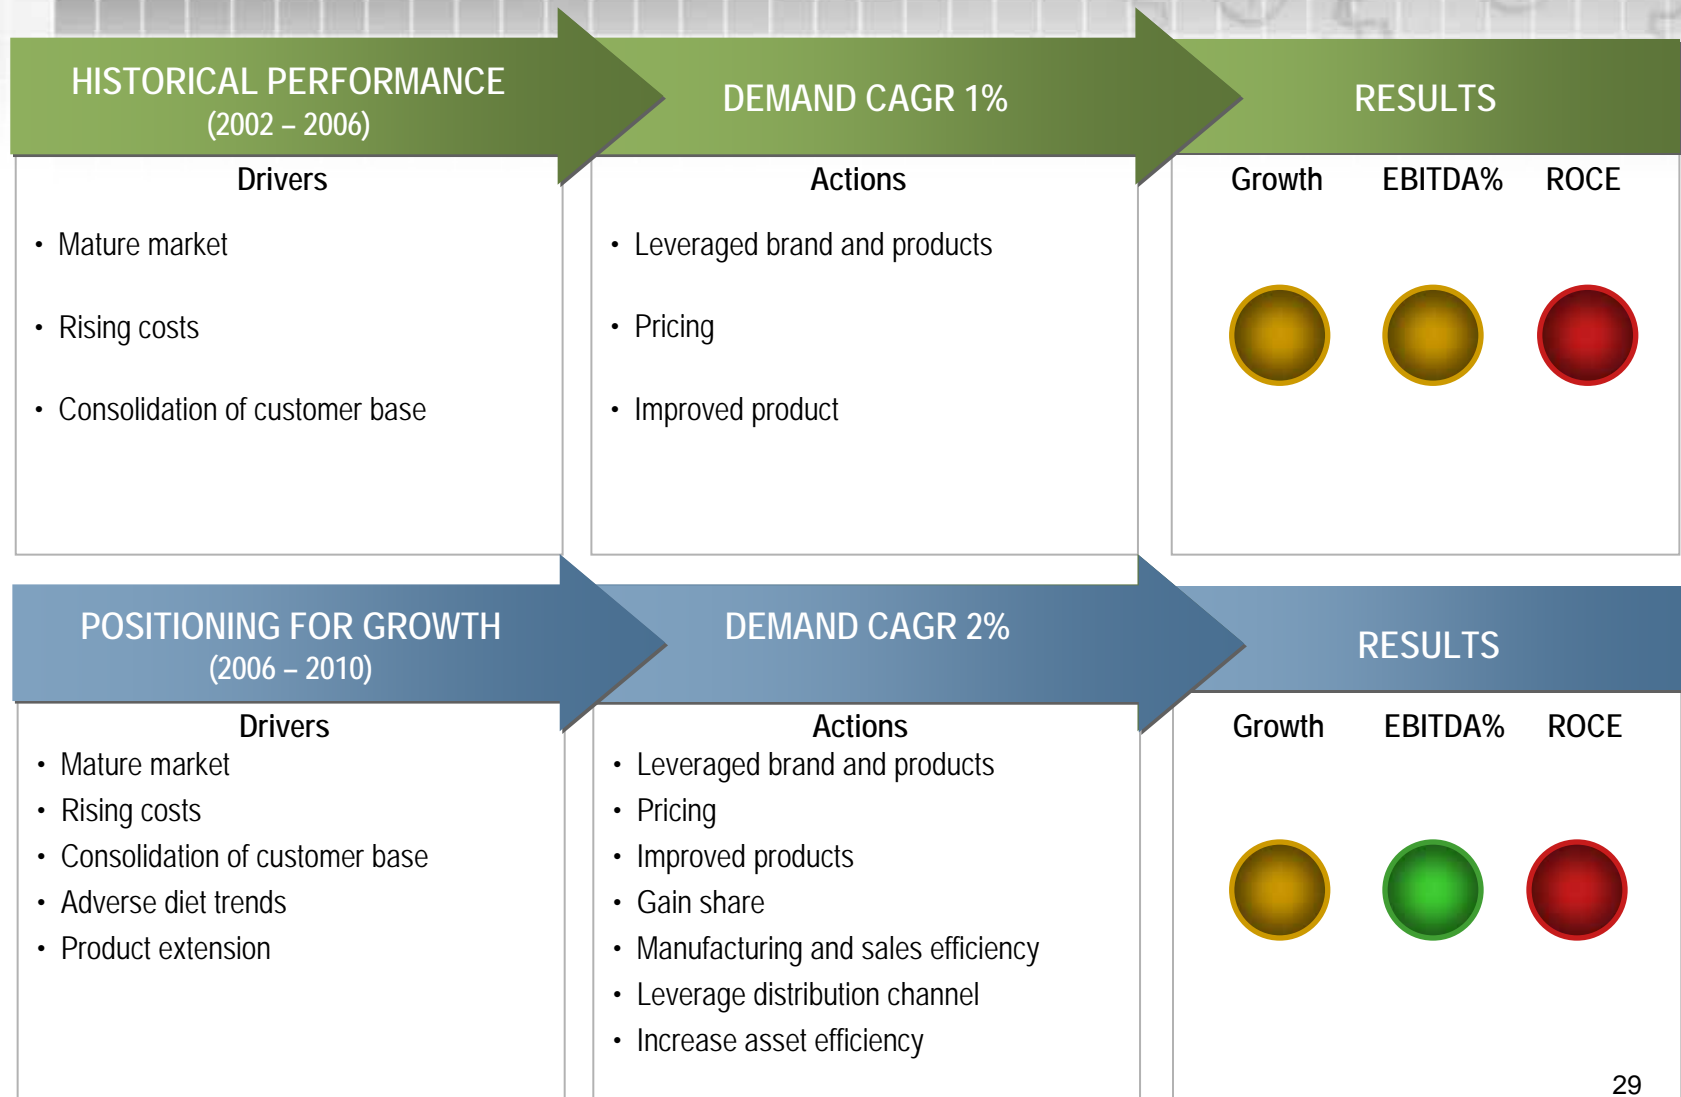 HISTORICAL PERFORMANCE
(2002 – 2006)
DEMAND CAGR 1%
RESULTS
Drivers
• Mature market
• Rising costs
• Consolidation of customer base
Actions
• Leveraged brand and products
• Pricing
• Improved product
Growth EBITDA% ROCE
POSITIONING FOR GROWTH
(2006 – 2010)
DEMAND CAGR 2%
RESULTS
Drivers
• Mature market
• Rising costs
• Consolidation of customer base
• Adverse diet trends
• Product extension
Actions
• Leveraged brand and products
• Pricing
• Improved products
• Gain share
• Manufacturing and sales efficiency
• Leverage distribution channel
• Increase asset efficiency
Growth EBITDA% ROCE
29